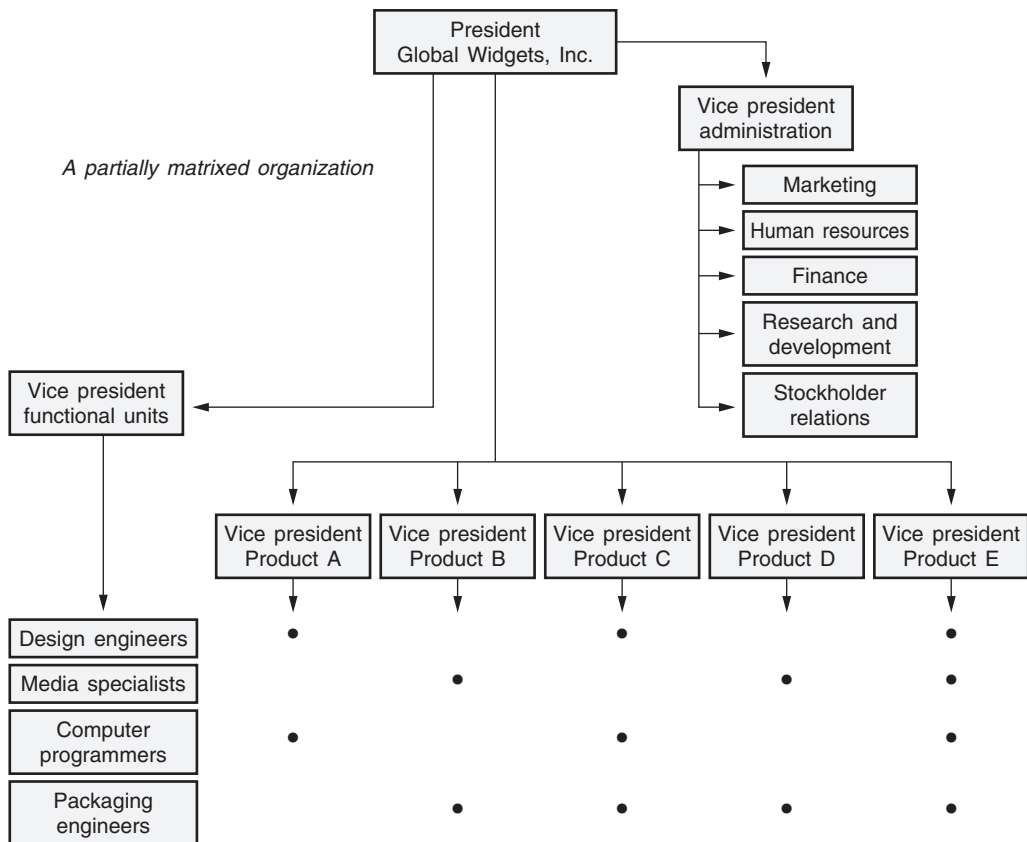 President
Global Widgets, Inc.
Vice president
administration
A partially matrixed organization
Marketing
Human resources
Finance
Research and
development
Stockholder
relations
Vice president
functional units
Vice president
Product A
Vice president
Product B
Vice president
Product C
Vice president
Product D
Vice president
Product E
Design engineers
Media specialists
Computer
programmers
Packaging
engineers